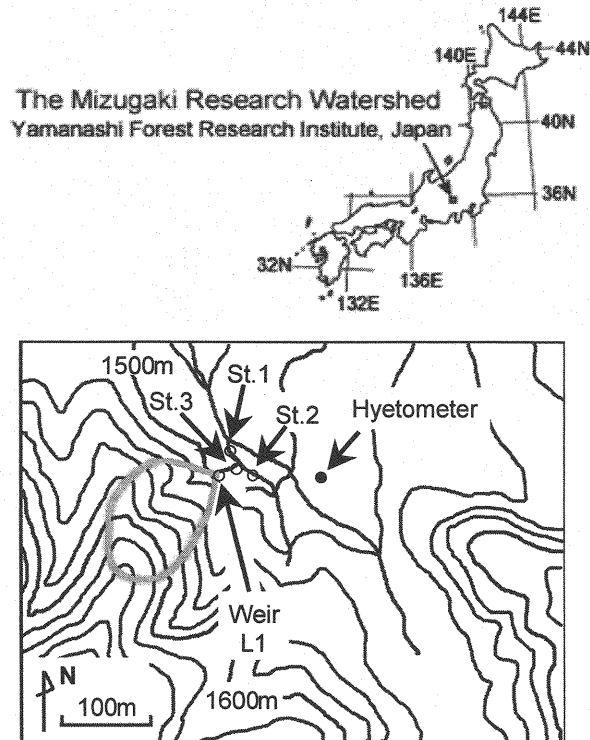 144E
140E
44N
The Mizugaki Research Watershed
Yamanashi Forest Research Institute, Japan
40N
36N
32N
136E
132E
1500m
St.1
St.3
St.2
Hyetometer
Weir
L1
N
100m
1600m